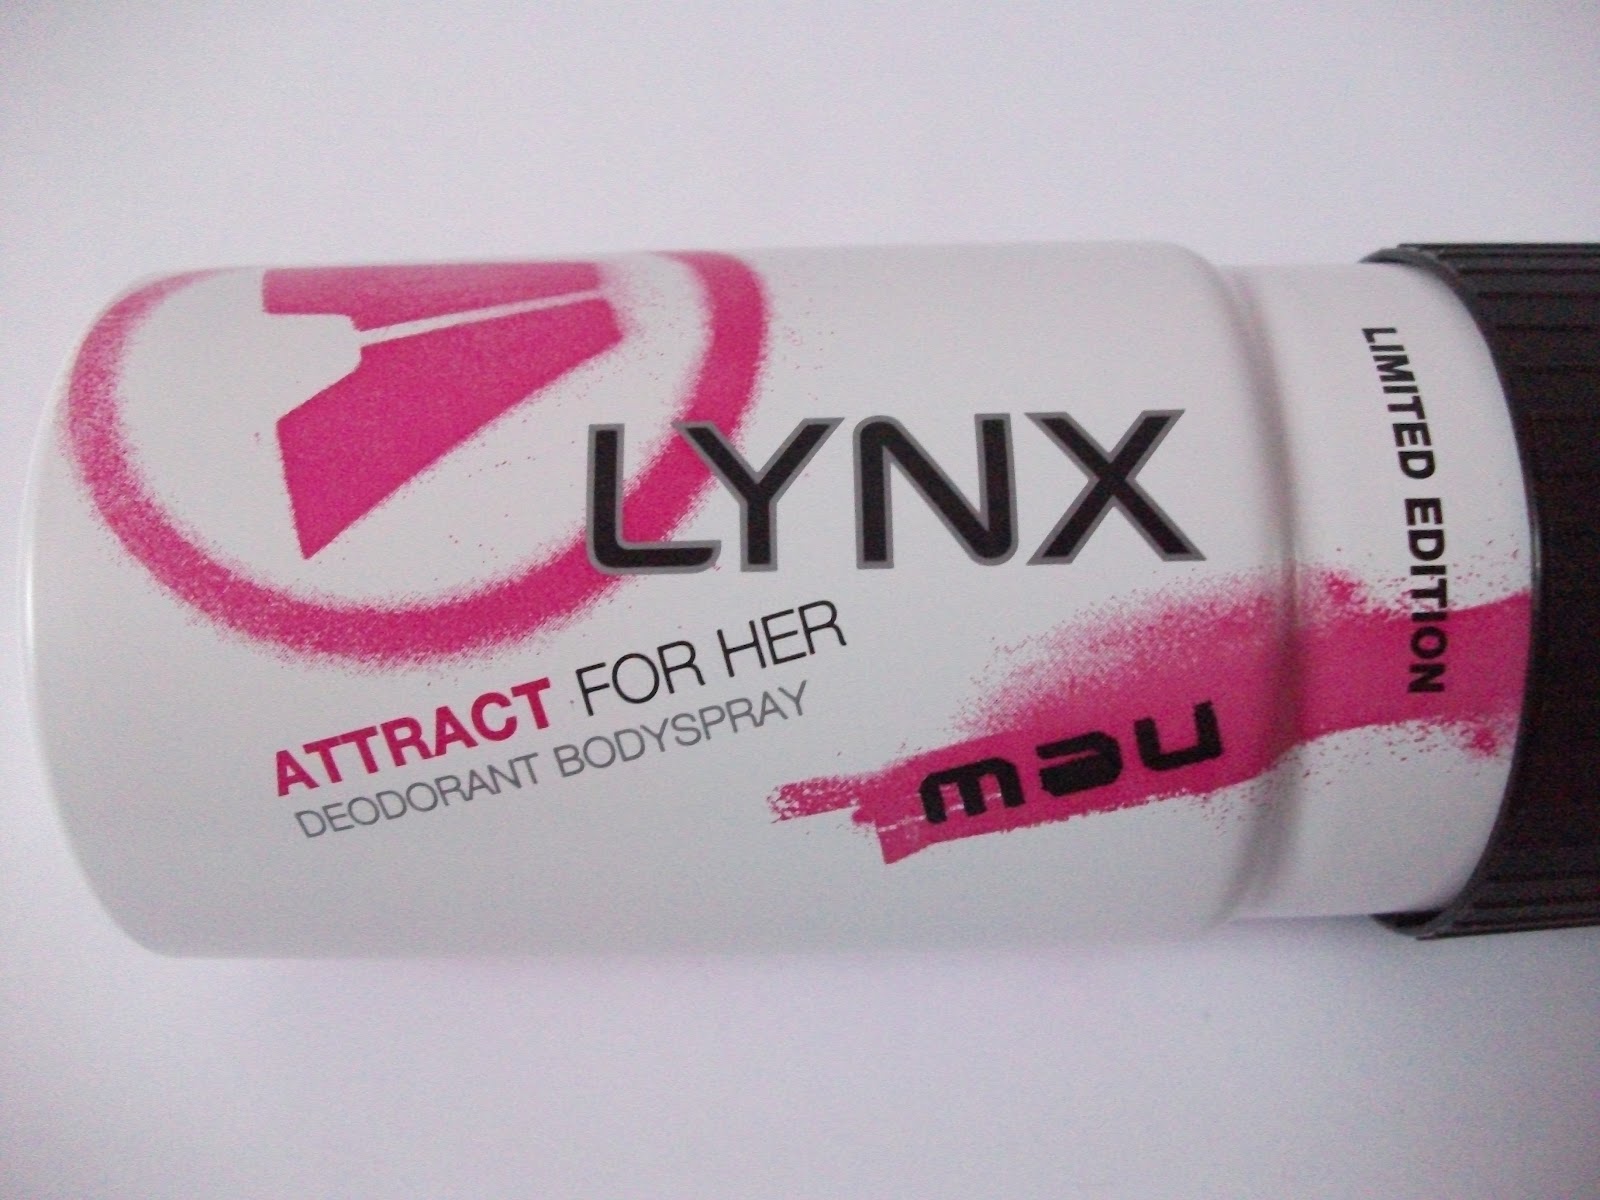 LYNX
ATTRACT FOR HER
DEODORANT BODYSPRAY
new
LIMITED EDITION